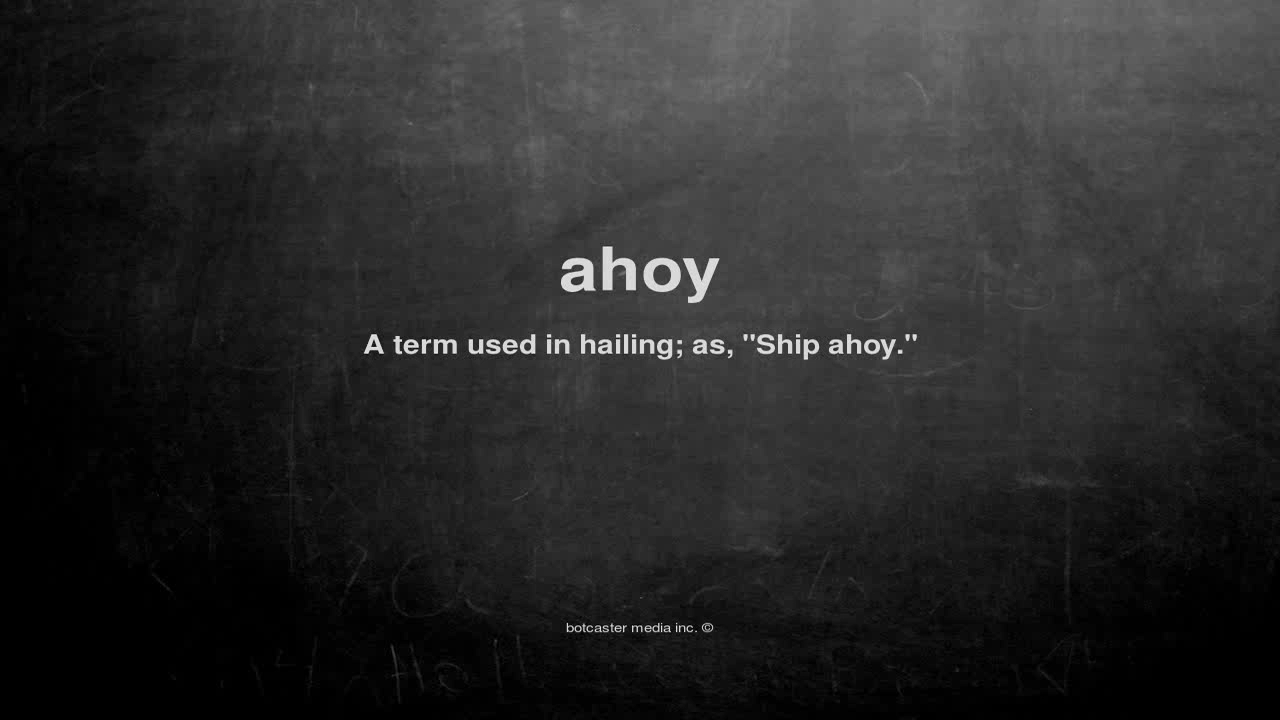 ahoy
A term used in hailing; as, "Ship ahoy."
botcaster media inc. ©